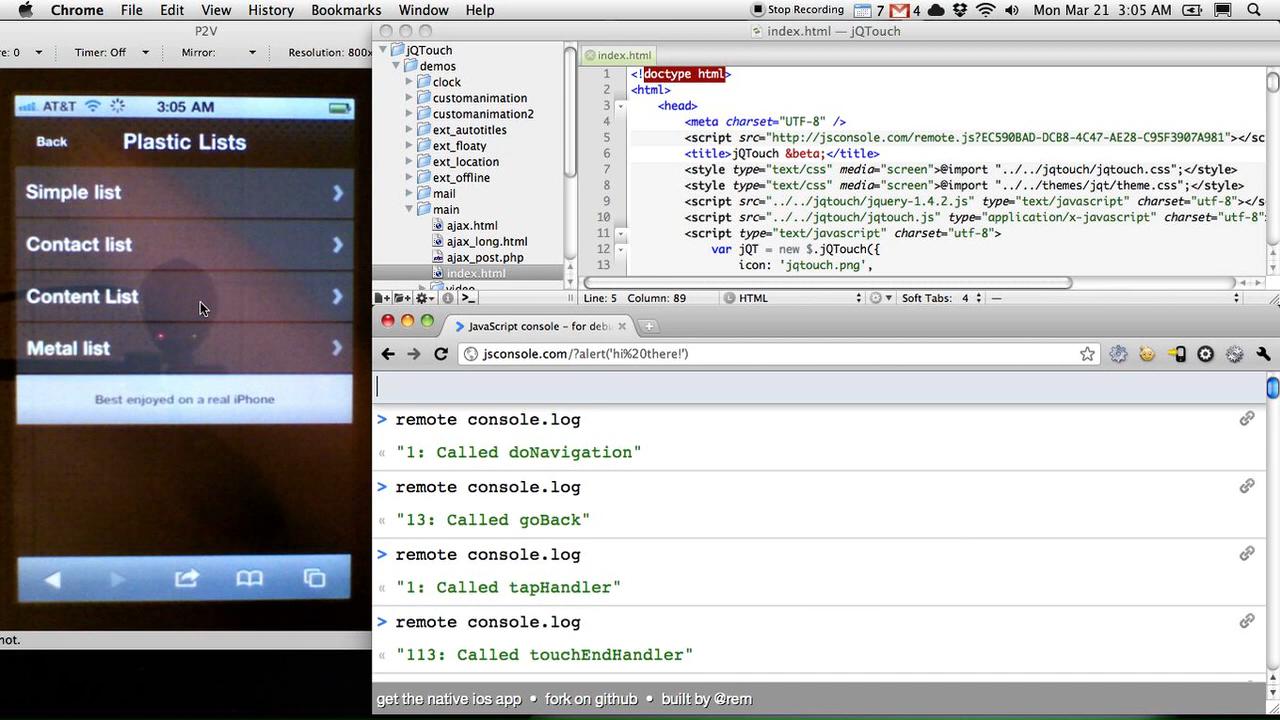 Chrome File Edit View History Bookmarks Window Help Stop Recording 7 4 Mon Mar 21 3:05 AM
P2V
re: 0 Timer: Off Mirror: Resolution: 800x
AT&T 3:05 AM
Back Plastic Lists
Simple list
Contact list
Content List
Metal list
Best enjoyed on a real iPhone
not.
index.html — jQTouch
jQTouch
demos
clock
customanimation
customanimation2
ext_autotitles
ext_floaty
ext_location
ext_offline
mail
main
ajax.html
ajax_long.html
ajax_post.php
index.html
video
index.html
1 <!doctype html>
2 <html>
3 <head>
4 <meta charset="UTF-8" />
5 <script src="http://jsconsole.com/remote.js?EC590BAD-DCB8-4C47-AE28-C95F3907A981"></sc
6 <title>jQTouch &beta;</title>
7 <style type="text/css" media="screen">@import "../../jqtouch/jqtouch.css";</style>
8 <style type="text/css" media="screen">@import "../../themes/jqt/theme.css";</style>
9 <script src="../../jqtouch/jquery-1.4.2.js" type="text/javascript" charset="utf-8"></s
10 <script src="../../jqtouch/jqtouch.js" type="application/x-javascript" charset="utf-8"
11 <script type="text/javascript" charset="utf-8">
12 var jQT = new $.jQTouch({
13 icon: 'jqtouch.png',
Line: 5 Column: 89 HTML Soft Tabs: 4 —
JavaScript console – for debu
jsconsole.com/?alert('hi%20there!')
> remote console.log
« "1: Called doNavigation"
> remote console.log
« "13: Called goBack"
> remote console.log
« "1: Called tapHandler"
> remote console.log
« "113: Called touchEndHandler"
get the native ios app • fork on github • built by @rem